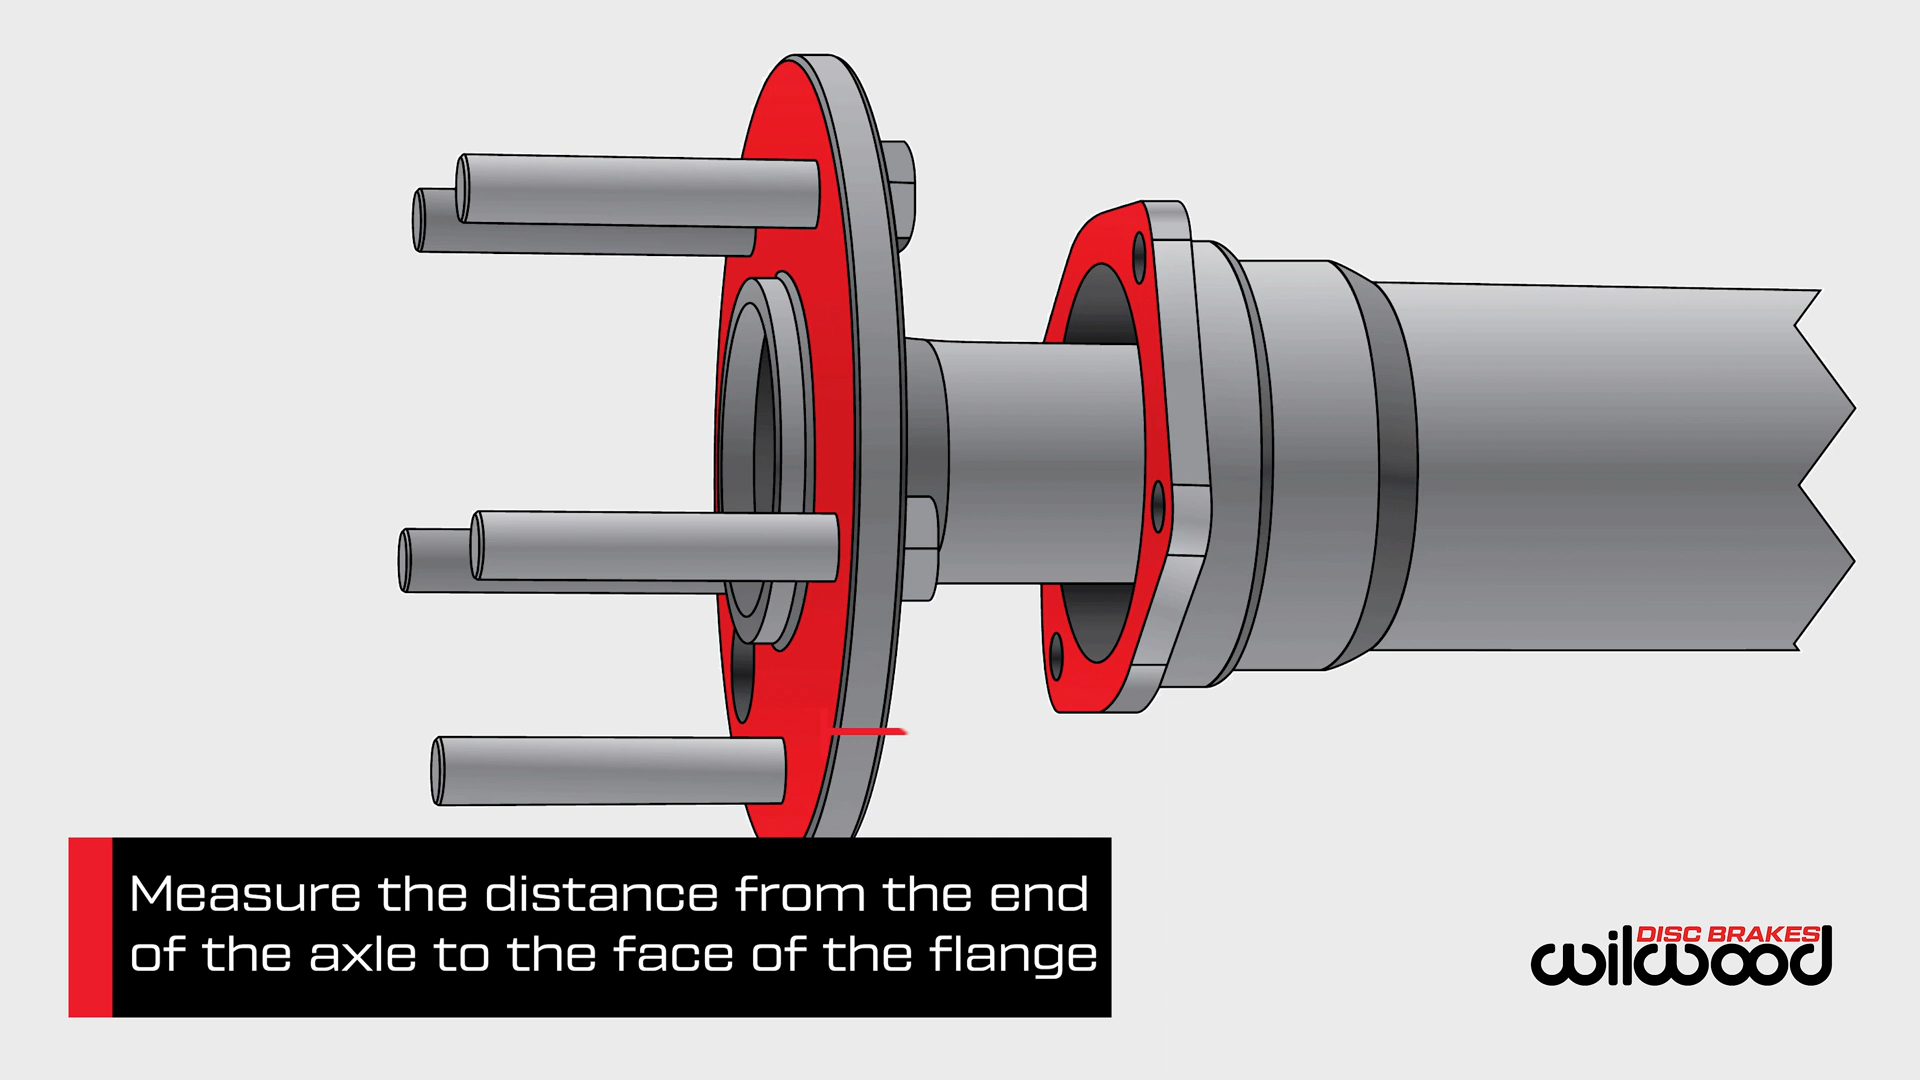 Measure the distance from the end
of the axle to the face of the flange
DISC BRAKES
wilwood